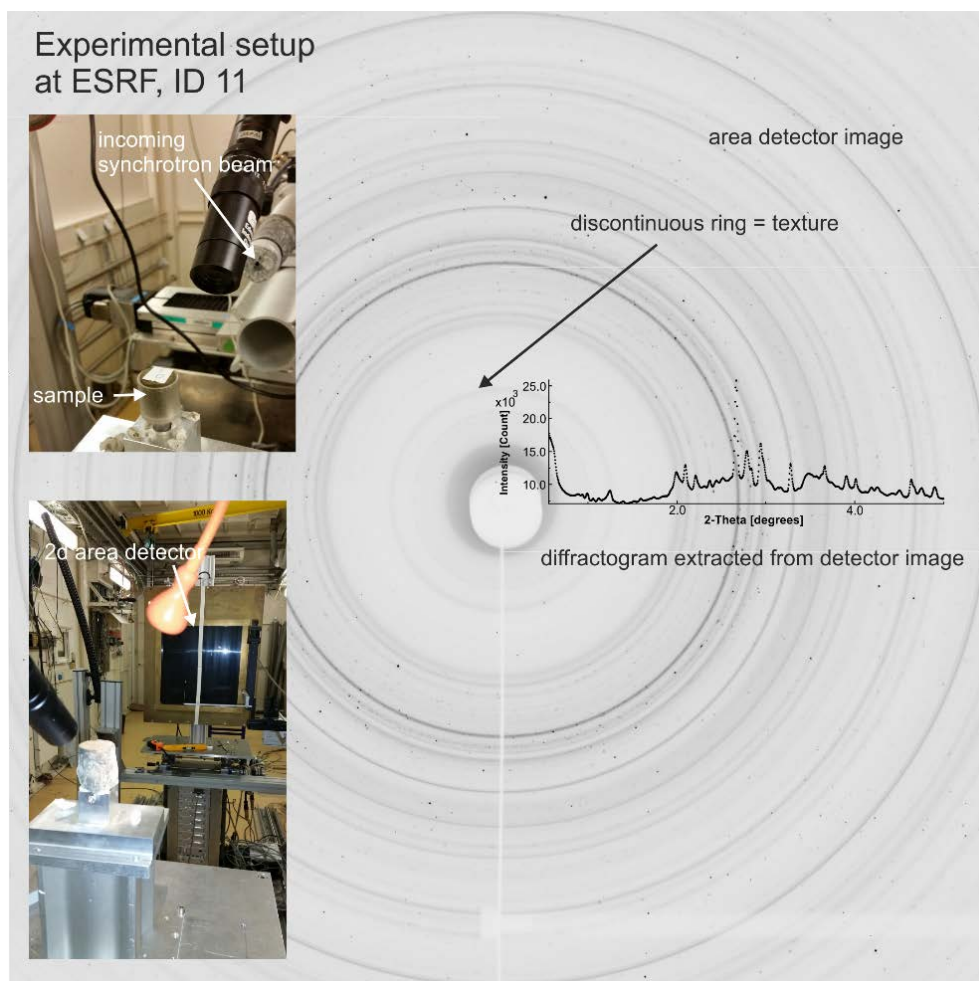 Experimental setup
at ESRF, ID 11
incoming
synchrotron beam
area detector image
discontinuous ring = texture
sample
25.0
x10³
20.0
15.0
10.0
Intensity [Count]
2.0
4.0
2-Theta [degrees]
diffractogram extracted from detector image
2d area detector
1000 KG